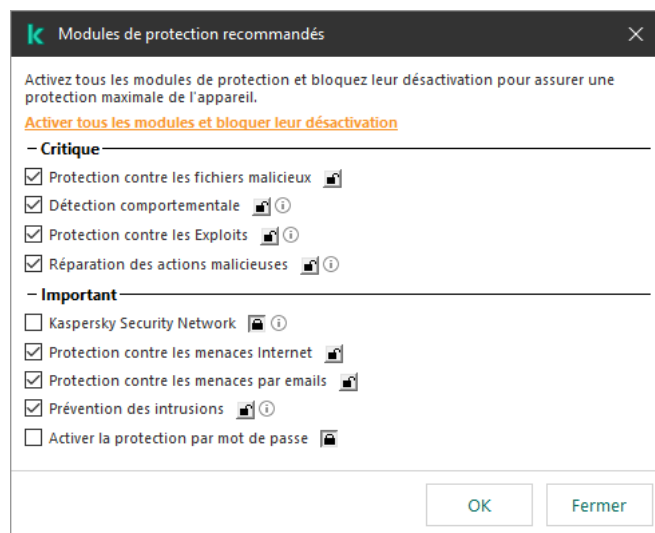 Modules de protection recommandés
Activez tous les modules de protection et bloquez leur désactivation pour assurer une
protection maximale de l'appareil.
Activer tous les modules et bloquer leur désactivation
Critique
Protection contre les fichiers malicieux
Détection comportementale
Protection contre les Exploits
Réparation des actions malicieuses
Important
Kaspersky Security Network
Protection contre les menaces Internet
Protection contre les menaces par emails
Prévention des intrusions
Activer la protection par mot de passe
OK
Fermer